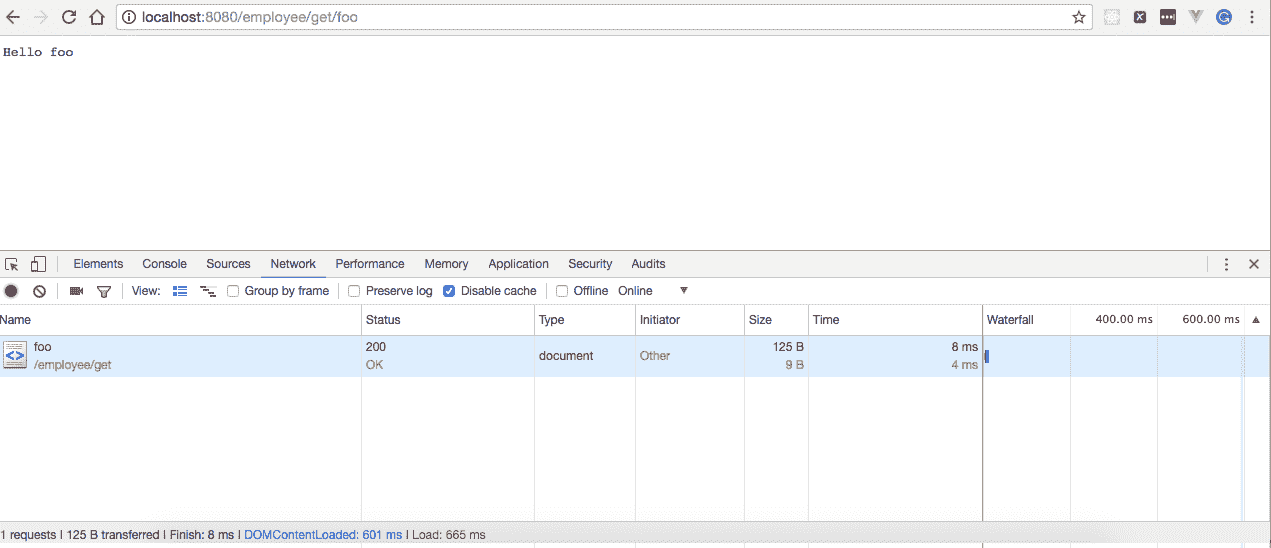 localhost:8080/employee/get/foo
Hello foo
Elements Console Sources Network Performance Memory Application Security Audits
View: Group by frame Preserve log Disable cache Offline Online
Name Status Type Initiator Size Time Waterfall 400.00 ms 600.00 ms
foo 200 document Other 125 B 8 ms
/employee/get OK 9 B 4 ms
1 requests | 125 B transferred | Finish: 8 ms | DOMContentLoaded: 601 ms | Load: 665 ms